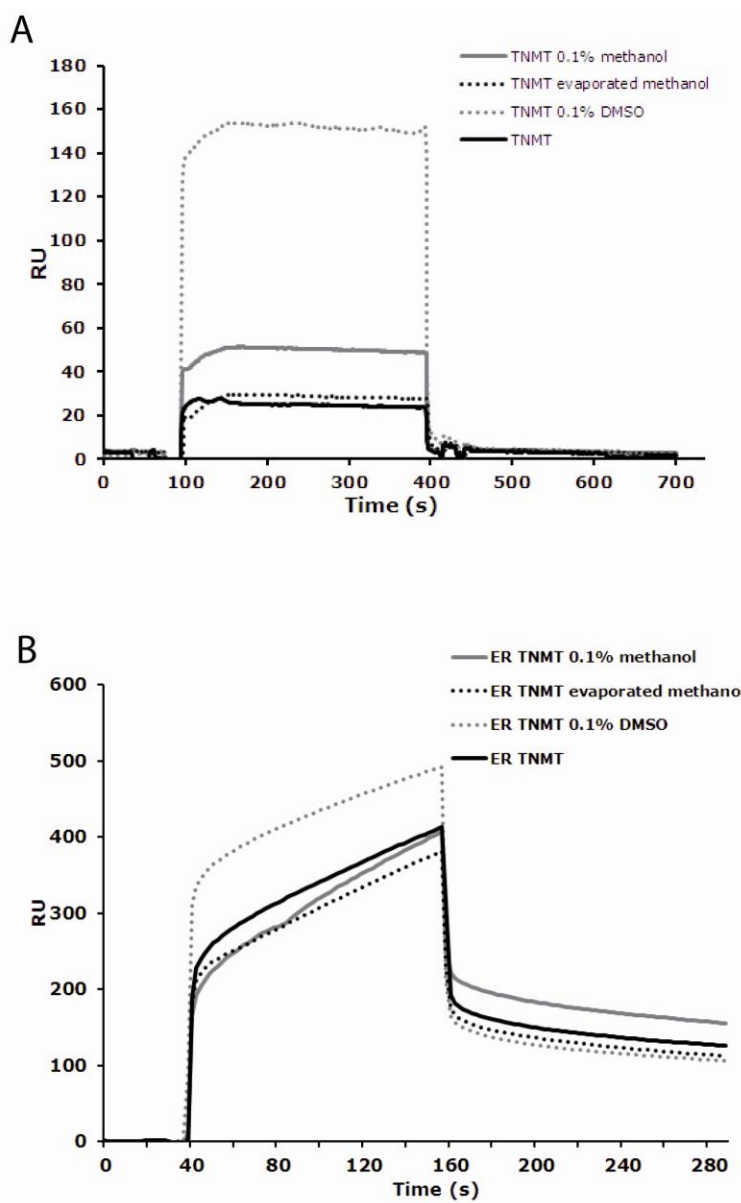 A
TNMT 0.1% methanol
TNMT evaporated methanol
TNMT 0.1% DMSO
TNMT
180
160
140
120
100
80
60
40
20
0
RU
0 100 200 300 400 500 600 700
Time (s)
B
ER TNMT 0.1% methanol
ER TNMT evaporated methano
ER TNMT 0.1% DMSO
ER TNMT
600
500
400
300
200
100
0
RU
0 40 80 120 160 200 240 280
Time (s)